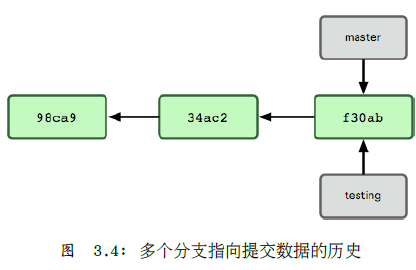 master
98ca9
34ac2
f30ab
testing
图 3.4: 多个分支指向提交数据的历史